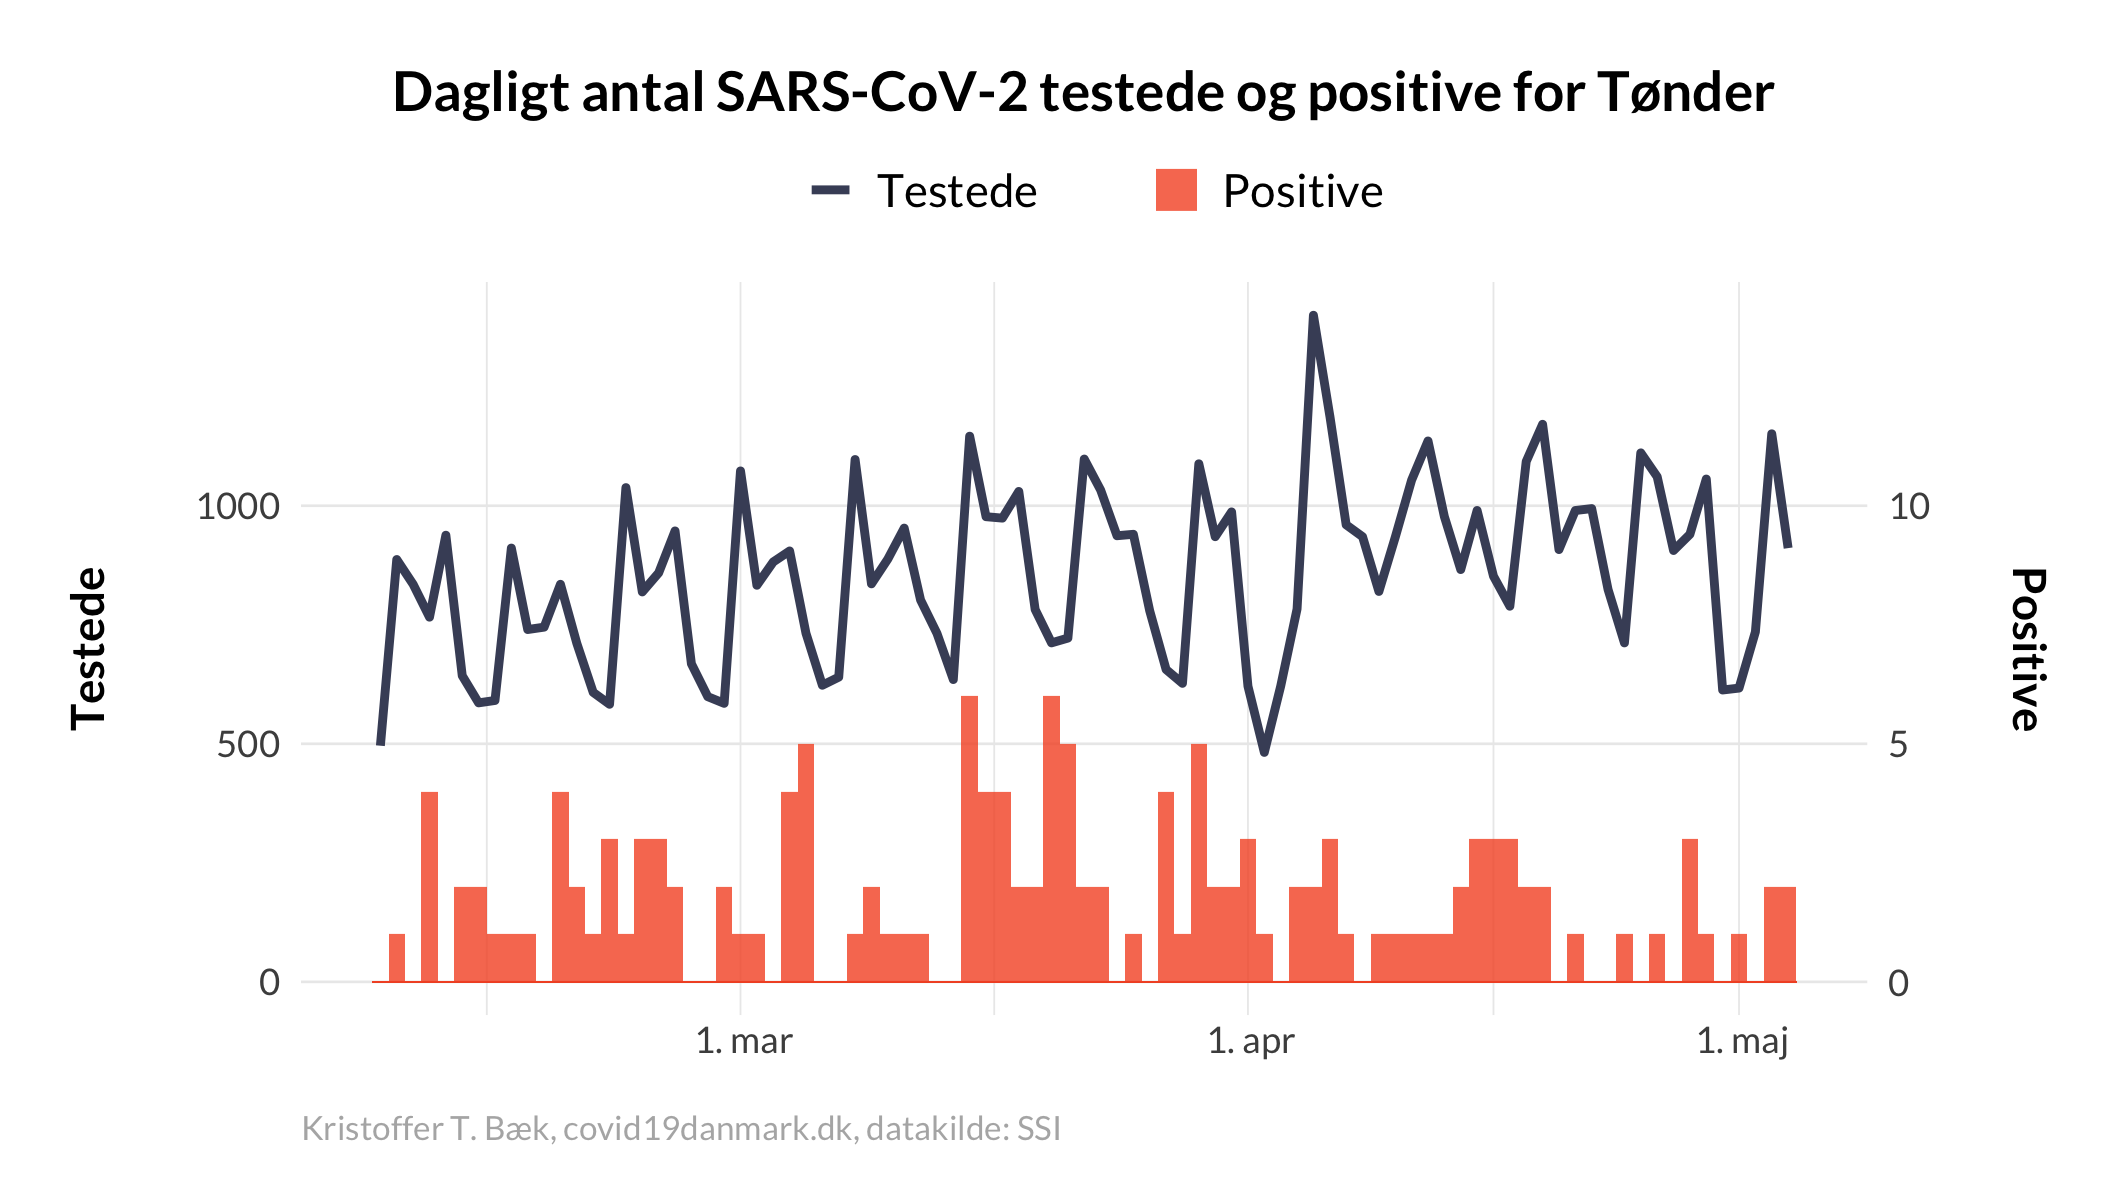 Dagligt antal SARS-CoV-2 testede og positive for Tønder
Testede
Positive
1000
500
0
10
5
0
Testede
Positive
1. mar
1. apr
1. maj
Kristoffer T. Bæk, covid19danmark.dk, datakilde: SSI